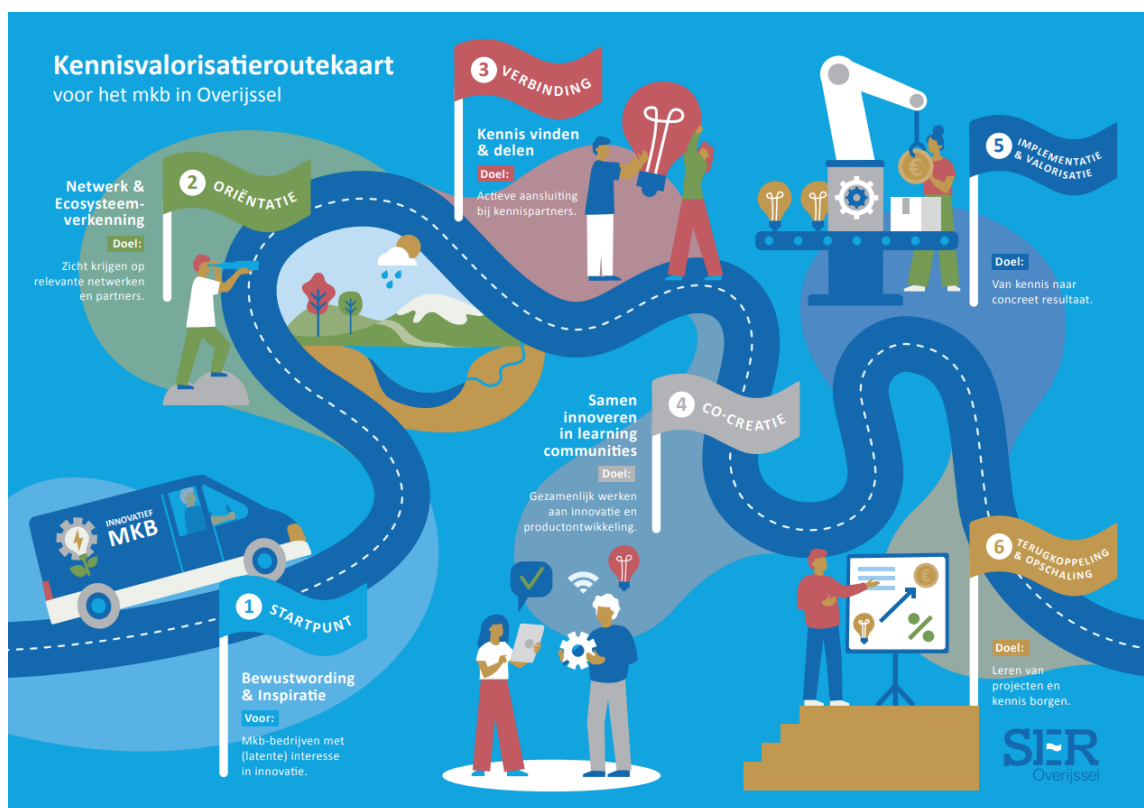 Kennisvalorisatieroutekaart
voor het mkb in Overijssel
1 STARTPUNT
Bewustwording
& Inspiratie
Voor:
Mkb-bedrijven met
(latente) interesse
in innovatie.
INNOVATIEF
MKB
2 ORIËNTATIE
Netwerk &
Ecosysteem-
verkenning
Doel:
Zicht krijgen op
relevante netwerken
en partners.
3 VERBINDING
Kennis vinden
& delen
Doel:
Actieve aansluiting
bij kennispartners.
4 CO-CREATIE
Samen
innoveren
in learning
communities
Doel:
Gezamenlijk werken
aan innovatie en
productontwikkeling.
5 IMPLEMENTATIE
& VALORISATIE
Doel:
Van kennis naar
concreet resultaat.
€
6 TERUGKOPPELING
& OPSCHALING
Doel:
Leren van
projecten en
kennis borgen.
€
%
SER
Overijssel